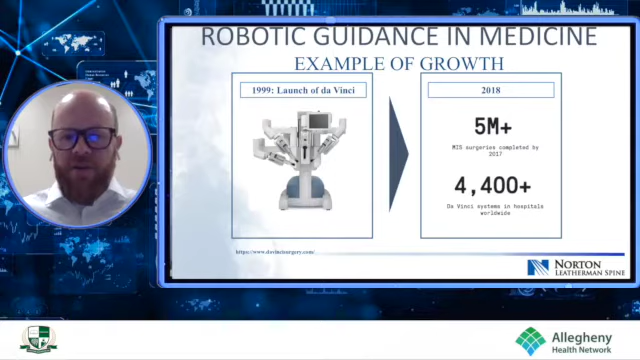 ROBOTIC GUIDANCE IN MEDICINE
EXAMPLE OF GROWTH
1999: Launch of da Vinci
2018
5M+
MIS surgeries completed by
2017
4,400+
Da Vinci systems in hospitals
worldwide
https://www.davincisurgery.com/
NORTON
LEATHERMAN SPINE
Allegheny
Health Network